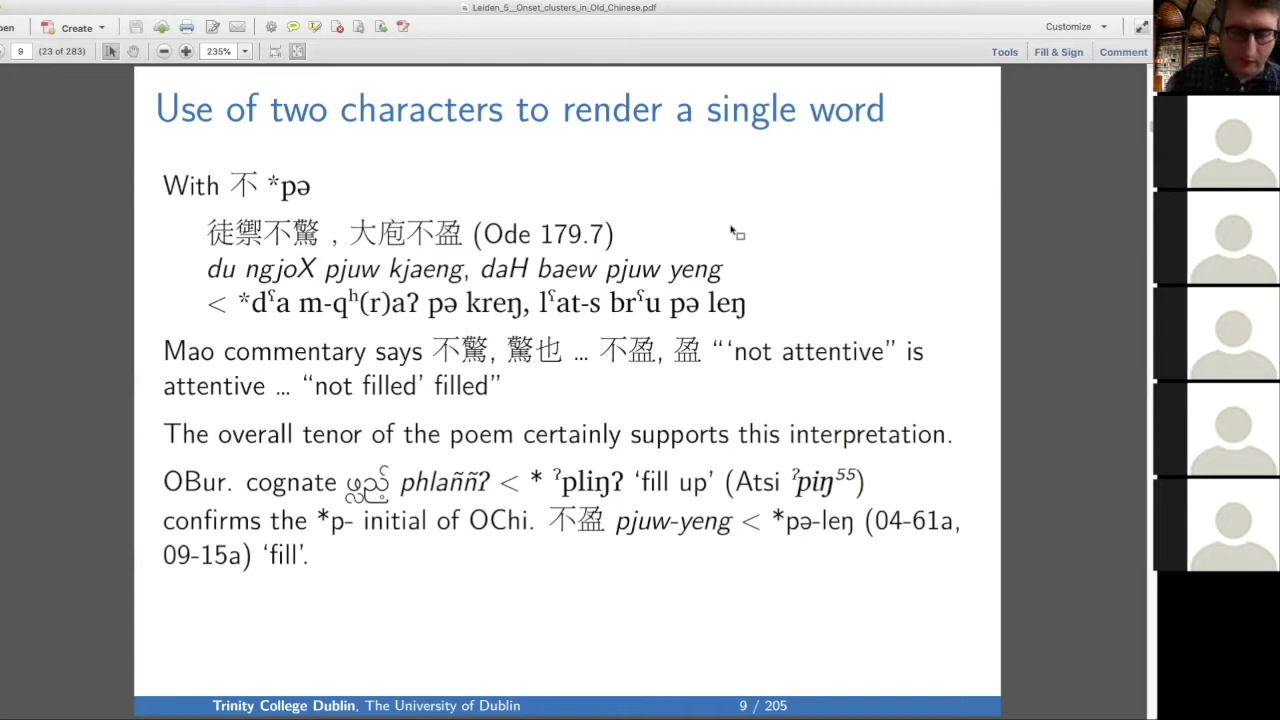 Leiden_5__Onset_clusters_in_Old_Chinese.pdf
Create
Customize
9 (23 of 283) 235% Tools Fill & Sign Comment
Use of two characters to render a single word
With 不 *pə
徒禦不驚 , 大庖不盈 (Ode 179.7)
du ngjoX pjuw kjaeng, daH baew pjuw yeng
< *dˤa m-qʰ(r)aʔ pə kreŋ, lˤat-s brˤu pə leŋ
Mao commentary says 不驚, 驚也 … 不盈, 盈 “‘not attentive” is
attentive … “not filled’ filled”
The overall tenor of the poem certainly supports this interpretation.
OBur. cognate ဖ္လည့် phlaññʔ < * ˀpliŋʔ ‘fill up’ (Atsi ˀpiŋ⁵⁵)
confirms the *p- initial of OChi. 不盈 pjuw-yeng < *pə-leŋ (04-61a,
09-15a) ‘fill’.
Trinity College Dublin, The University of Dublin 9 / 205